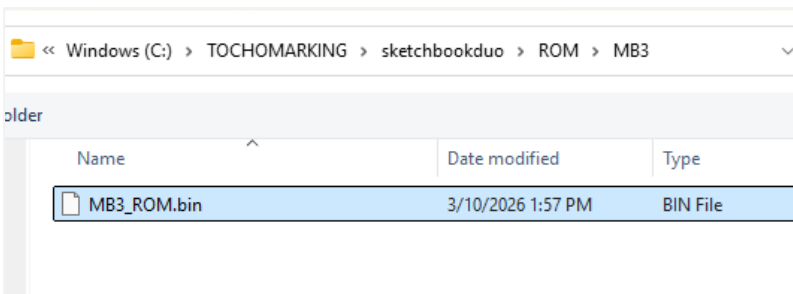 « Windows (C:) > TOCHOMARKING > sketchbookduo > ROM > MB3
older
Name Date modified Type
MB3_ROM.bin 3/10/2026 1:57 PM BIN File